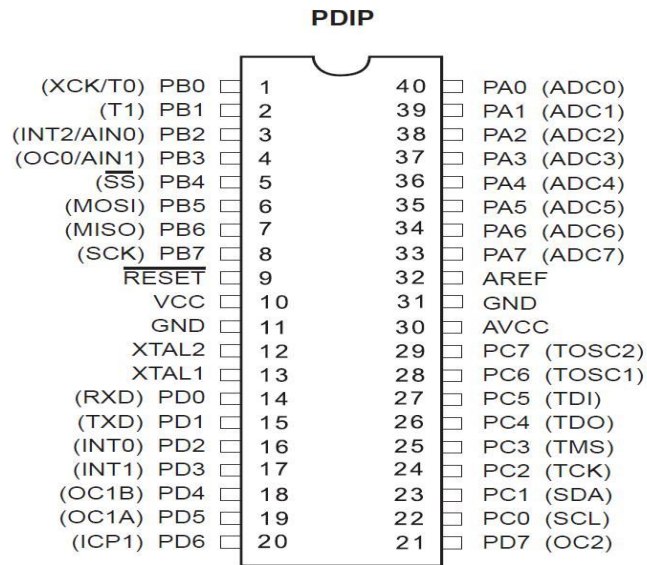 PDIP
(XCK/T0) PB0 1 40 PA0 (ADC0)
(T1) PB1 2 39 PA1 (ADC1)
(INT2/AIN0) PB2 3 38 PA2 (ADC2)
(OC0/AIN1) PB3 4 37 PA3 (ADC3)
(SS) PB4 5 36 PA4 (ADC4)
(MOSI) PB5 6 35 PA5 (ADC5)
(MISO) PB6 7 34 PA6 (ADC6)
(SCK) PB7 8 33 PA7 (ADC7)
RESET 9 32 AREF
VCC 10 31 GND
GND 11 30 AVCC
XTAL2 12 29 PC7 (TOSC2)
XTAL1 13 28 PC6 (TOSC1)
(RXD) PD0 14 27 PC5 (TDI)
(TXD) PD1 15 26 PC4 (TDO)
(INT0) PD2 16 25 PC3 (TMS)
(INT1) PD3 17 24 PC2 (TCK)
(OC1B) PD4 18 23 PC1 (SDA)
(OC1A) PD5 19 22 PC0 (SCL)
(ICP1) PD6 20 21 PD7 (OC2)